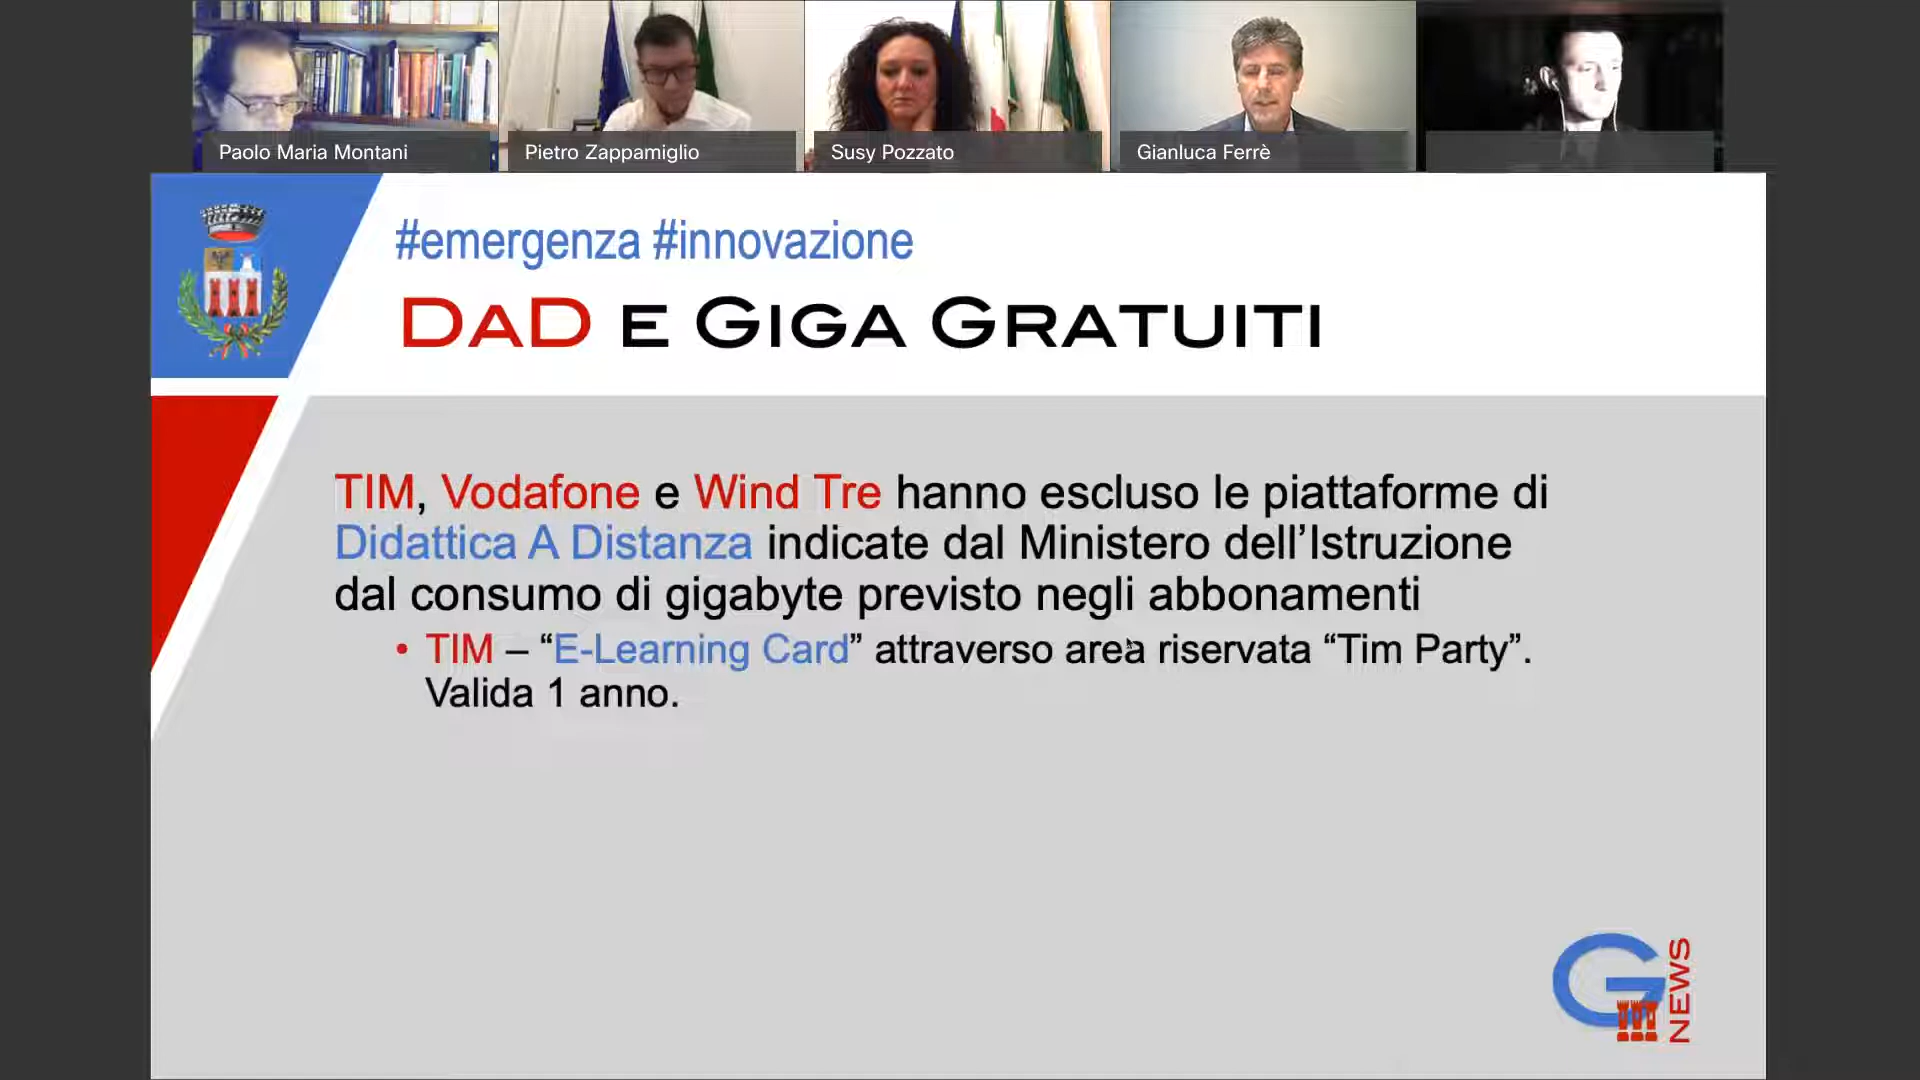 Paolo Maria Montani
Pietro Zappamiglio
Susy Pozzato
Gianluca Ferrè
#emergenza #innovazione
DAD E GIGA GRATUITI
TIM, Vodafone e Wind Tre hanno escluso le piattaforme di
Didattica A Distanza indicate dal Ministero dell’Istruzione
dal consumo di gigabyte previsto negli abbonamenti
• TIM – “E-Learning Card” attraverso area riservata “Tim Party”.
Valida 1 anno.
G NEWS